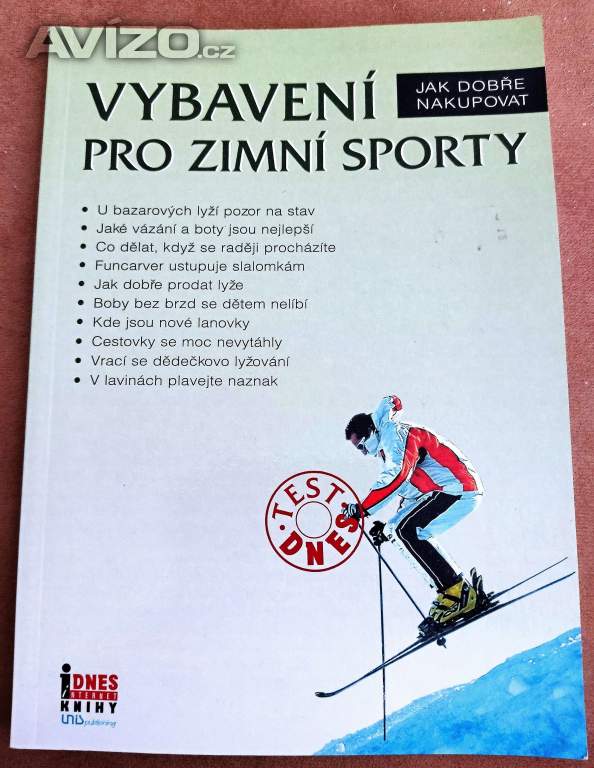 AVÍZO.cz
VYBAVENÍ
JAK DOBŘE
NAKUPOVAT
PRO ZIMNÍ SPORTY
• U bazarových lyží pozor na stav
• Jaké vázání a boty jsou nejlepší
• Co dělat, když se raději procházíte
• Funcarver ustupuje slalomkám
• Jak dobře prodat lyže
• Boby bez brzd se dětem nelíbí
• Kde jsou nové lanovky
• Cestovky se moc nevytáhly
• Vrací se dědečkovo lyžování
• V lavinách plavejte naznak
• TEST •
DNES
iDNES
INTERNET
KNIHY
UNIS publishing